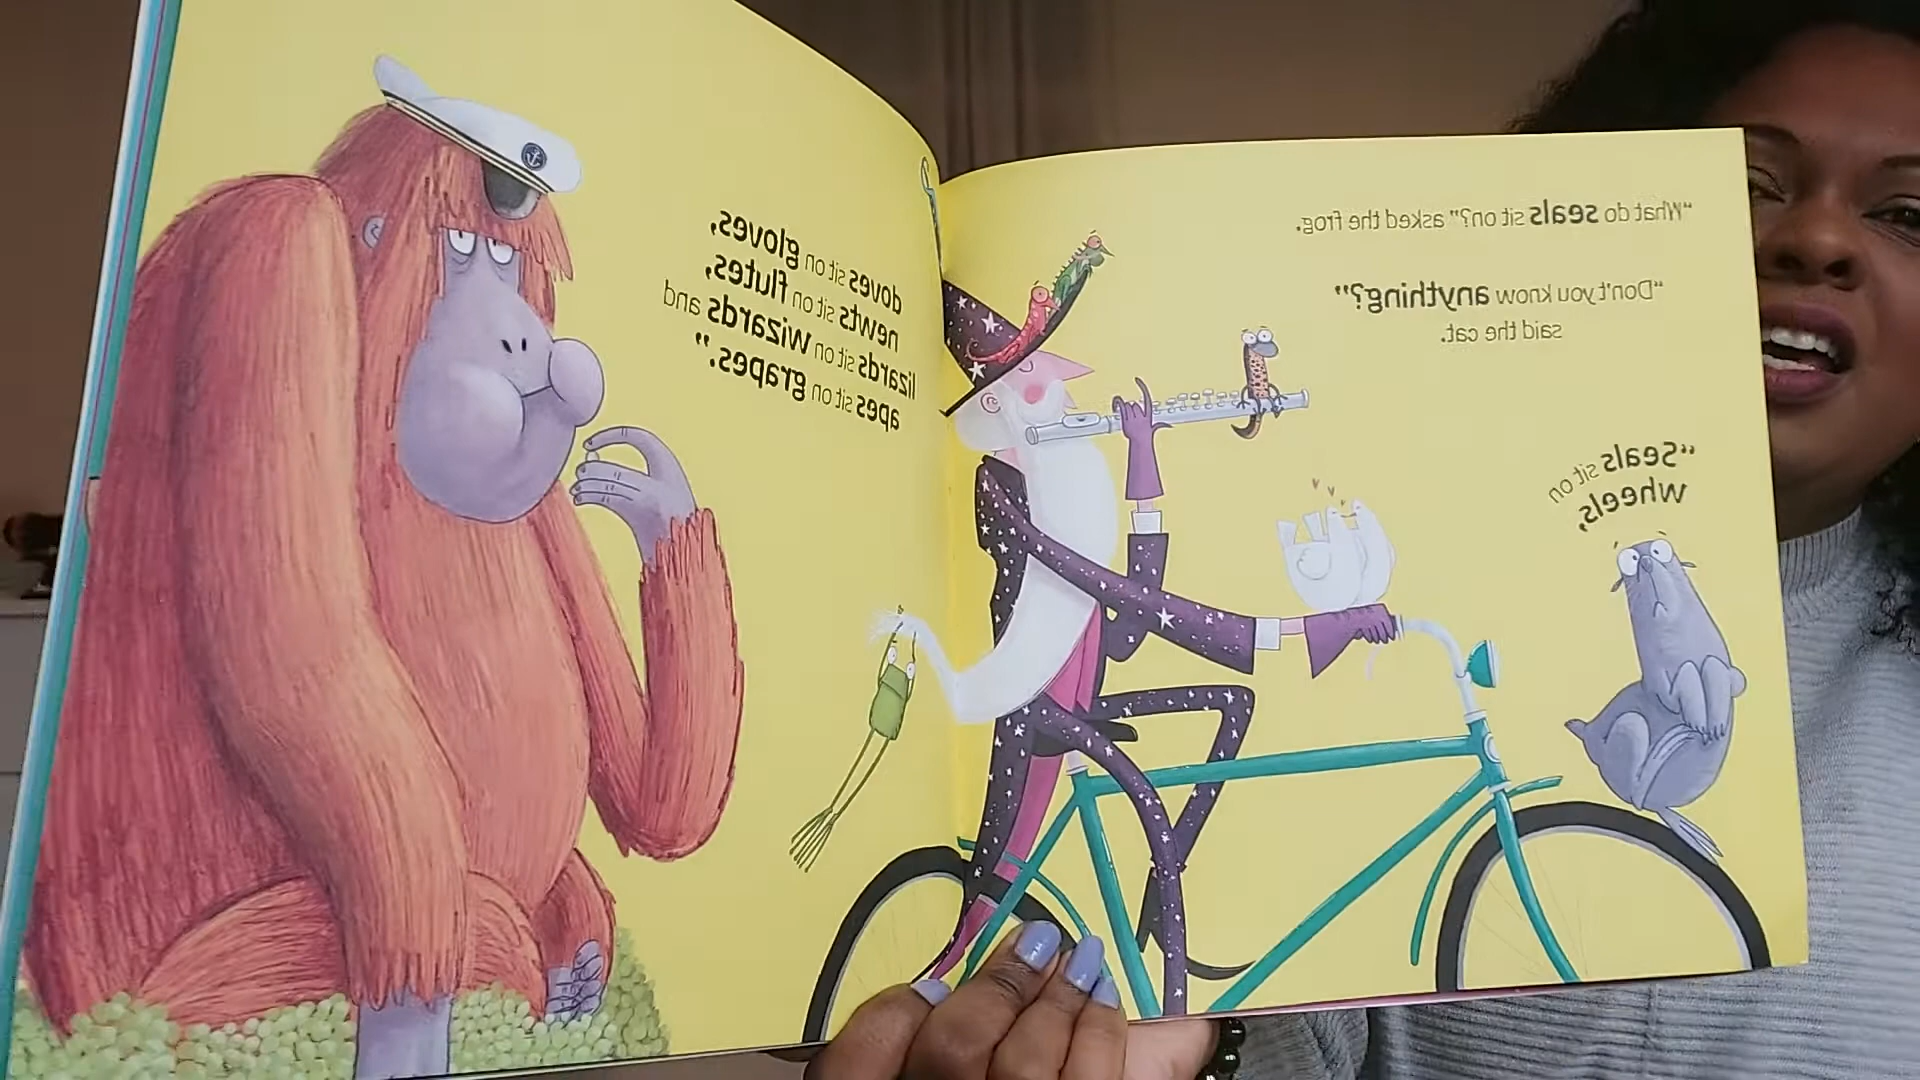 “What do seals sit on?” asked the frog.
“Don't you know anything?”
said the cat.
“Seals sit on
wheels,
doves sit on gloves,
newts sit on flutes,
lizards sit on wizards and
apes sit on grapes.”